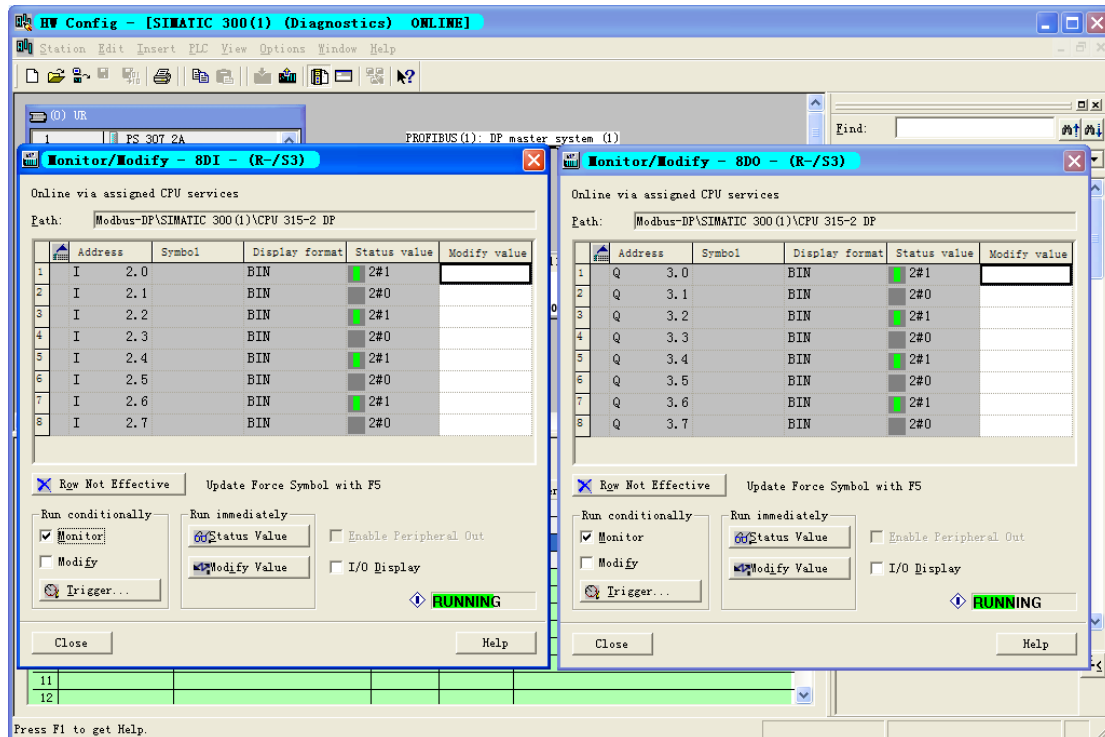 HW Config - [SIMATIC 300(1) (Diagnostics) ONLINE]
Station Edit Insert PLC View Options Window Help
(0) UR
1 PS 307 2A
PROFIBUS(1): DP master system (1)
Find:
Monitor/Modify - 8DI - (R-/S3)
Online via assigned CPU services
Path: Modbus-DP\SIMATIC 300(1)\CPU 315-2 DP
Address Symbol Display format Status value Modify value
1 I 2.0 BIN 2#1
2 I 2.1 BIN 2#0
3 I 2.2 BIN 2#1
4 I 2.3 BIN 2#0
5 I 2.4 BIN 2#1
6 I 2.5 BIN 2#0
7 I 2.6 BIN 2#1
8 I 2.7 BIN 2#0
Row Not Effective Update Force Symbol with F5
Run conditionally Run immediately
Monitor Status Value Enable Peripheral Out
Modify Modify Value I/O Display
Trigger... RUNNING
Close Help
Monitor/Modify - 8DO - (R-/S3)
Online via assigned CPU services
Path: Modbus-DP\SIMATIC 300(1)\CPU 315-2 DP
Address Symbol Display format Status value Modify value
1 Q 3.0 BIN 2#1
2 Q 3.1 BIN 2#0
3 Q 3.2 BIN 2#1
4 Q 3.3 BIN 2#0
5 Q 3.4 BIN 2#1
6 Q 3.5 BIN 2#0
7 Q 3.6 BIN 2#1
8 Q 3.7 BIN 2#0
Row Not Effective Update Force Symbol with F5
Run conditionally Run immediately
Monitor Status Value Enable Peripheral Out
Modify Modify Value I/O Display
Trigger... RUNNING
Close Help
11
12
Press F1 to get Help.